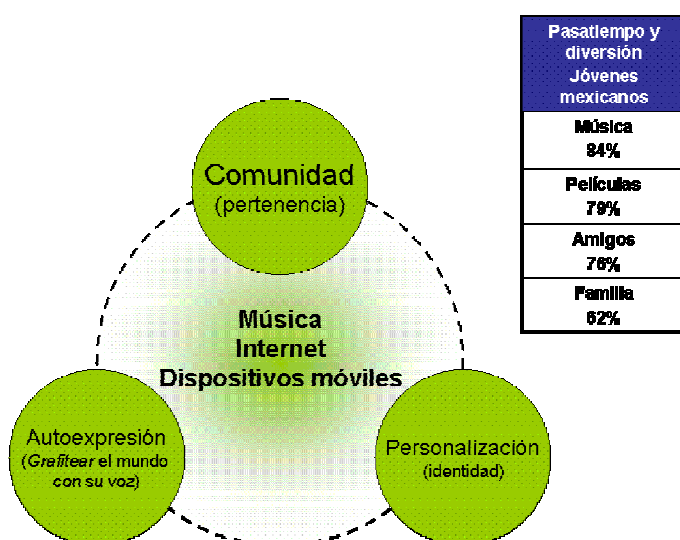 Pasatiempo y
diversión
Jóvenes
mexicanos
Música
84%
Películas
79%
Amigos
76%
Familia
62%
Comunidad
(pertenencia)
Música
Internet
Dispositivos móviles
Autoexpresión
(Grafitear el mundo
con su voz)
Personalización
(identidad)